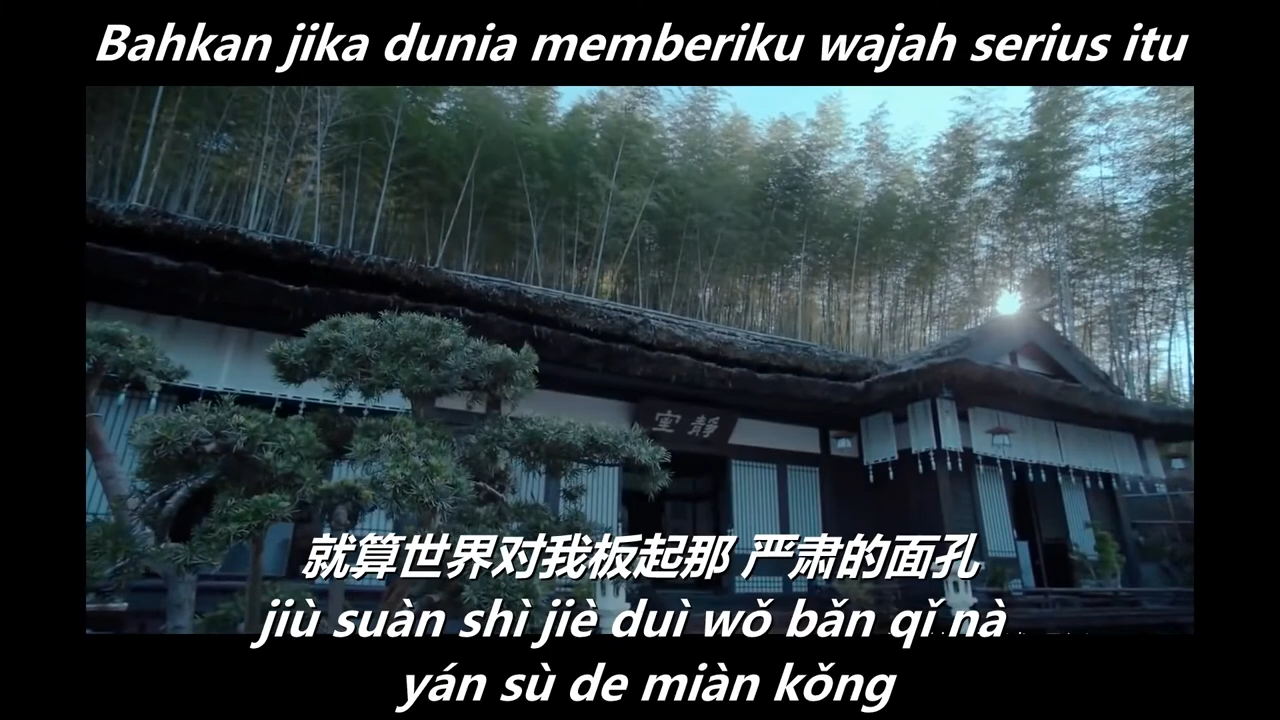 Bahkan jika dunia memberiku wajah serius itu
室靜
就算世界对我板起那 严肃的面孔
jiù suàn shì jiè duì wǒ bǎn qǐ nà
yán sù de miàn kǒng